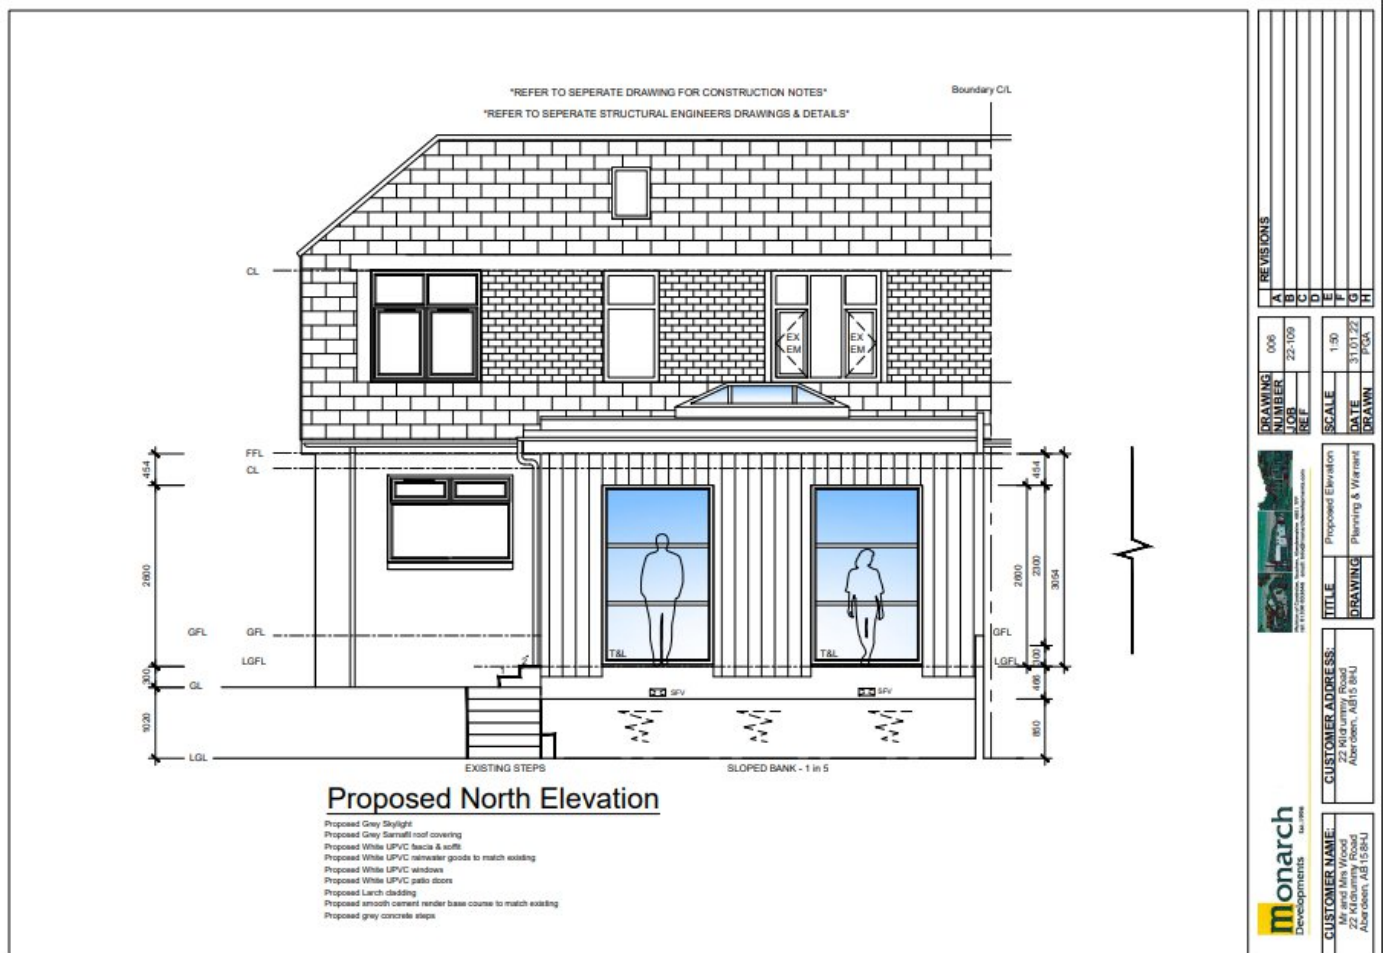 *REFER TO SEPERATE DRAWING FOR CONSTRUCTION NOTES*
*REFER TO SEPERATE STRUCTURAL ENGINEERS DRAWINGS & DETAILS*
Boundary C/L
CL
EX
EM
EX
EM
FFL
CL
454
2600
300
1020
GFL
GFL
LGFL
GL
LGL
T&L
T&L
SFV
SFV
GFL
LGFL
454
2600
2300
3054
300
466
850
EXISTING STEPS
SLOPED BANK - 1 in 5
Proposed North Elevation
Proposed Grey Skylight
Proposed Grey Sarnafil roof covering
Proposed White UPVC fascia & soffit
Proposed White UPVC rainwater goods to match existing
Proposed White UPVC windows
Proposed White UPVC patio doors
Proposed Larch cladding
Proposed smooth cement render base course to match existing
Proposed grey concrete steps
REVISIONS
A
B
C
D
E
F
G
H
DRAWING NUMBER
006
JOB REF
22-109
SCALE
1:50
DATE
31.01.22
DRAWN
PGA
TITLE
Proposed Elevation
DRAWING
Planning & Warrant
CUSTOMER ADDRESS:
22 Kildrummy Road
Aberdeen, AB15 8HJ
CUSTOMER NAME:
Mr and Mrs Wood
22 Kildrummy Road
Aberdeen, AB15 8HJ
monarch
Developments